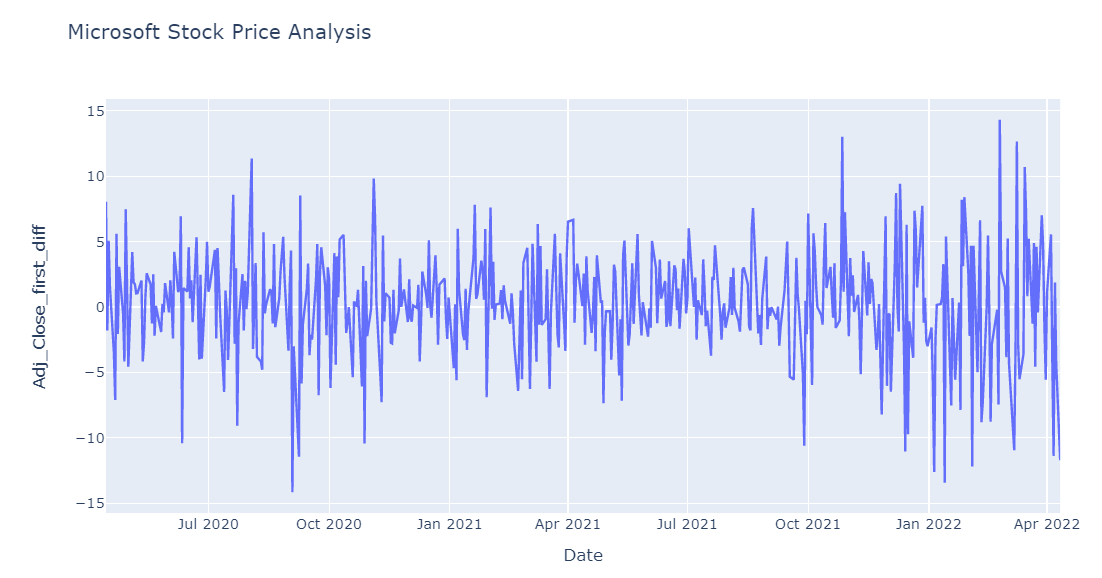 Microsoft Stock Price Analysis
15
10
5
0
−5
−10
−15
Adj_Close_first_diff
Jul 2020 Oct 2020 Jan 2021 Apr 2021 Jul 2021 Oct 2021 Jan 2022 Apr 2022
Date